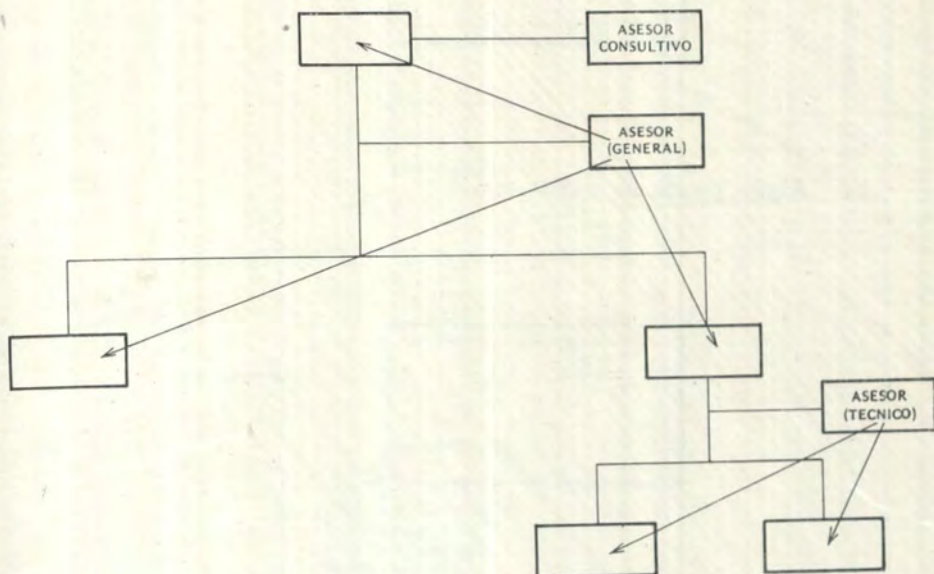 ASESOR
CONSULTIVO
ASESOR
(GENERAL)
ASESOR
(TECNICO)